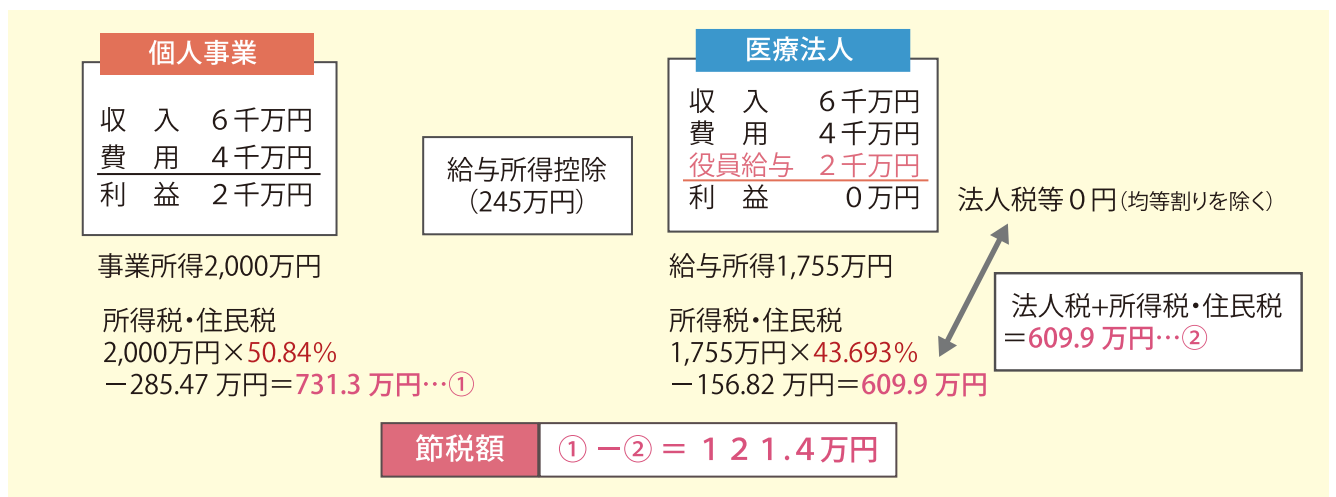 個人事業
収　入　６千万円
費　用　４千万円
利　益　２千万円
事業所得2,000万円
所得税・住民税
2,000万円×50.84％
－285.47 万円＝731.3 万円…①
給与所得控除
（245万円）
医療法人
収　入　６千万円
費　用　４千万円
役員給与　２千万円
利　益　０万円
給与所得1,755万円
所得税・住民税
1,755万円×43.693％
－156.82 万円＝609.9 万円
法人税等０円（均等割りを除く）
法人税+所得税・住民税
＝609.9 万円…②
節税額
①－②＝１２１.４万円